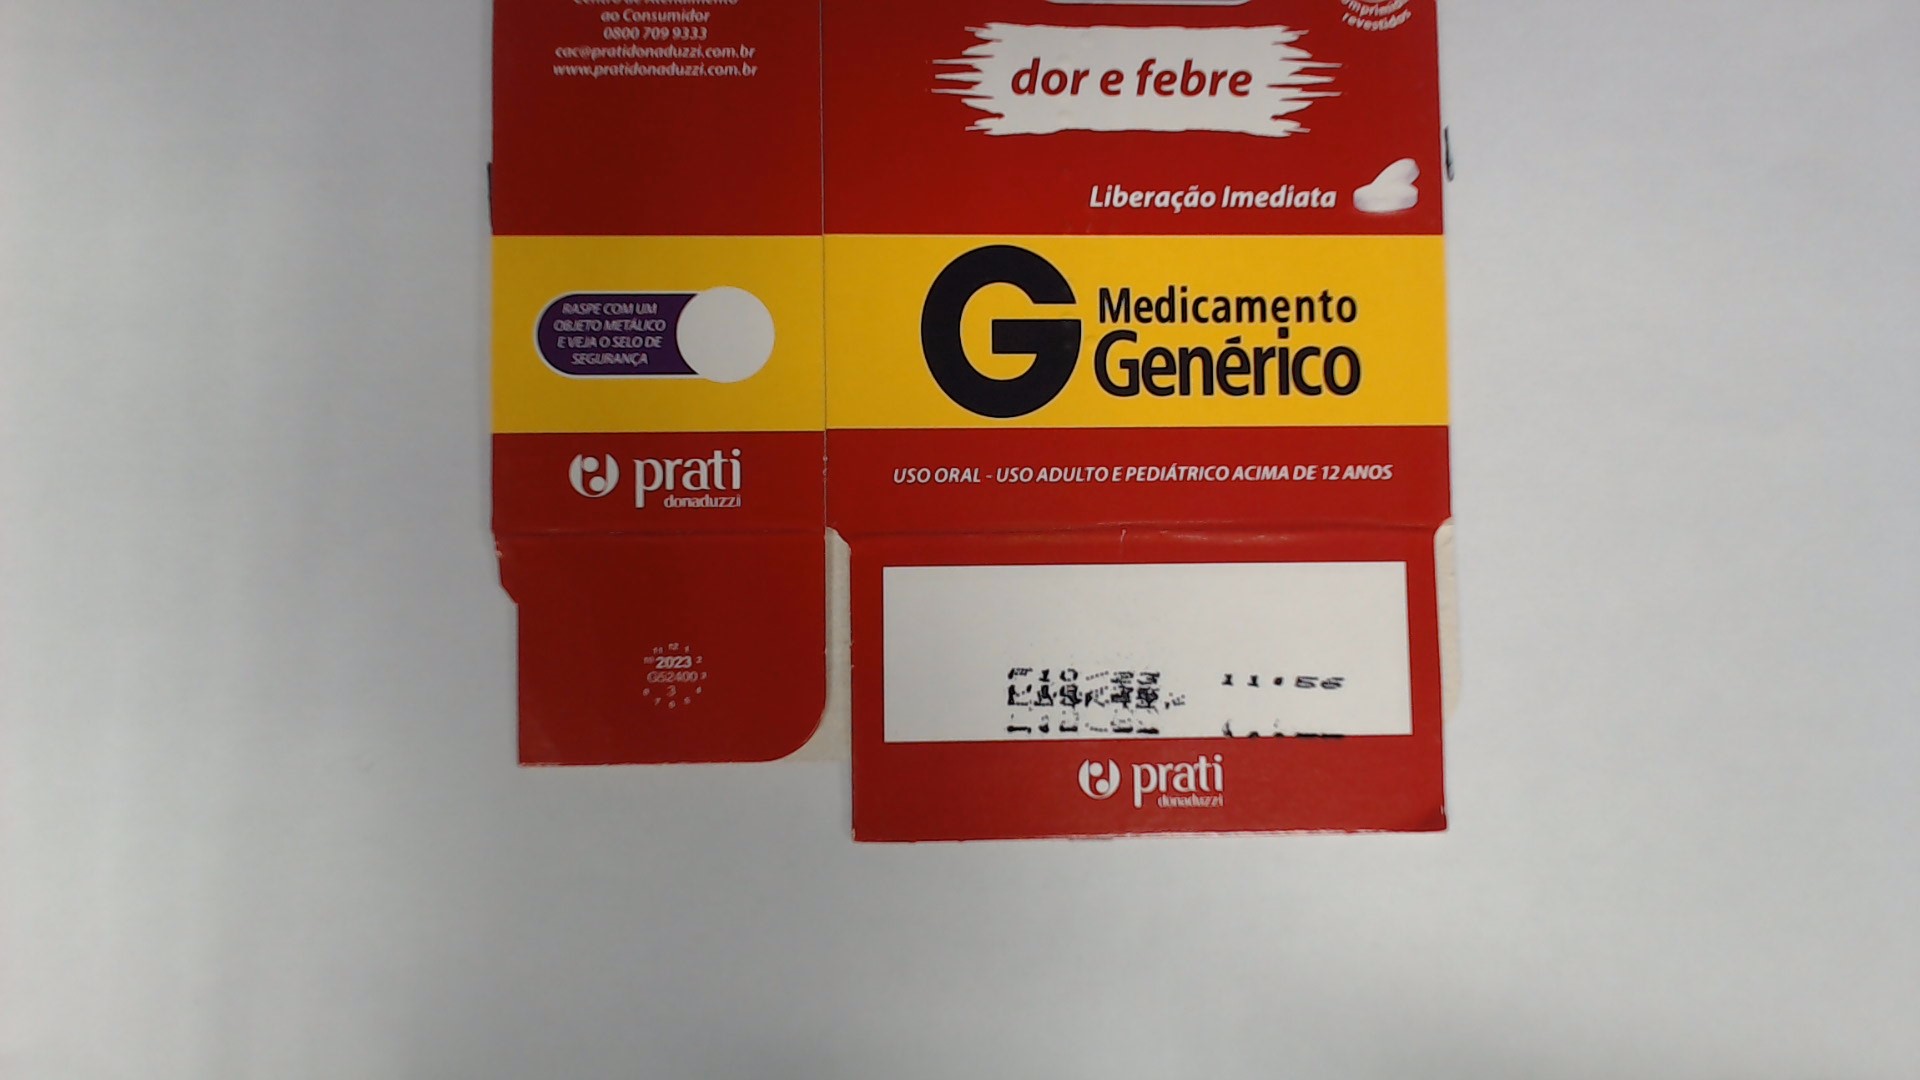 ao Consumidor
0800 709 9333
cac@pratidonaduzzi.com.br
www.pratidonaduzzi.com.br
RASPE COM UM
OBJETO METÁLICO
E VEJA O SELO DE
SEGURANÇA
prati
donaduzzi
2023
G52400
3
revestidos
dor e febre
Liberação Imediata
G Medicamento
Genérico
USO ORAL - USO ADULTO E PEDIÁTRICO ACIMA DE 12 ANOS
11:56
prati
donaduzzi